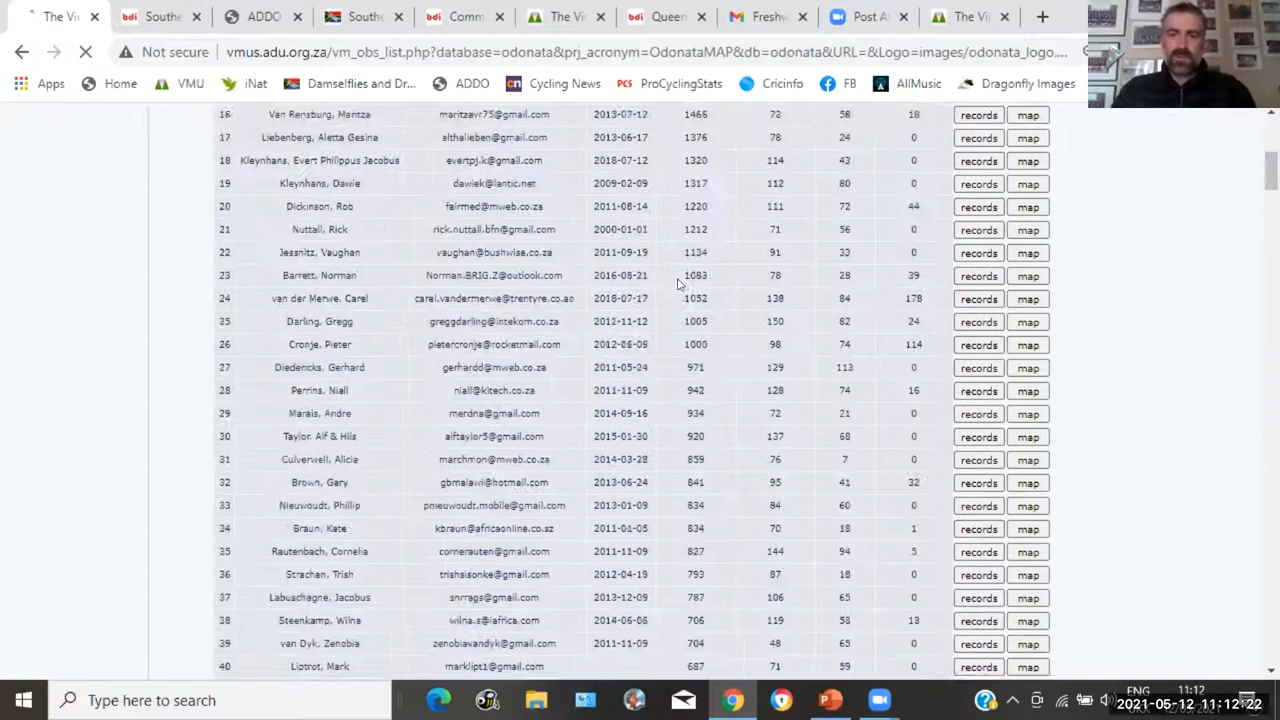 The Vi
bdi Southe
ADDO
Southe
bdi Comm
The Vi
bdi Queer
Freshw
Post A
The Vi
Not secure vmus.adu.org.za/vm_obs_list.php?database=odonata&prj_acronym=OdonataMAP&db=odonata&URL=&Logo=images/odonata_logo....
Apps Home VMU iNat Damselflies and Dr... ADDO Cycling News PCS ProCyclingStats Cricinfo FB AllMusic Dragonfly Images
16 Van Rensburg, Maritza maritzavr75@gmail.com 2013-07-12 1466 72 58 18 records map
17 Liebenberg, Aletta Gesina althalieben@gmail.com 2013-06-17 1376 78 24 0 records map
18 Kleynhans, Evert Philippus Jacobus evertpj.k@gmail.com 2016-07-12 1320 114 43 0 records map
19 Kleynhans, Dawie dawiek@lantic.net 2009-02-09 1317 112 80 0 records map
20 Dickinson, Rob fairmed@mweb.co.za 2011-08-14 1220 111 72 44 records map
21 Nuttall, Rick rick.nuttall.bfn@gmail.com 2000-01-01 1212 71 56 0 records map
22 Jessnitz, Vaughan vaughan@bushwise.co.za 2011-09-19 1134 91 33 0 records map
23 Barrett, Norman Norman.BRIG.Z@outlook.com 2016-08-21 1083 78 28 39 records map
24 van der Merwe, Carel carel.vandermerwe@trentyre.co.ao 2016-07-17 1052 138 84 178 records map
25 Darling, Gregg greggdarling@intekom.co.za 2012-11-12 1005 150 82 24 records map
26 Cronje, Pieter pietercronje@rocketmail.com 2012-06-09 1000 98 74 114 records map
27 Diedericks, Gerhard gerhardd@mweb.co.za 2011-05-24 971 129 113 0 records map
28 Perrins, Niall niall@kitech.co.za 2011-11-09 942 128 74 16 records map
29 Marais, Andre merdna@gmail.com 2014-09-16 934 72 21 0 records map
30 Taylor, Alf & Hils alftaylor5@gmail.com 2015-01-30 920 137 68 0 records map
31 Culverwell, Alicia marchmon@mweb.co.za 2014-03-28 859 76 7 0 records map
32 Brown, Gary gbmalawi@hotmail.com 2013-06-24 841 95 41 32 records map
33 Nieuwoudt, Phillip pnieuwoudt.mobile@gmail.com 2013-01-09 834 84 60 0 records map
34 Braun, Kate kbraun@africaonline.co.sz 2011-01-05 834 70 18 1 records map
35 Rautenbach, Cornelia cornerauten@gmail.com 2011-11-09 827 144 94 5 records map
36 Strachan, Trish trishsisonke@gmail.com 2012-04-19 793 87 18 0 records map
37 Labuschagne, Jacobus snrrags@gmail.com 2013-12-09 787 106 65 0 records map
38 Steenkamp, Wilna wilna.s@iafrica.com 2014-06-06 706 119 58 13 records map
39 van Dyk, Zenobia zenobiavandyk@gmail.com 2011-11-09 704 48 65 0 records map
40 Liptrot, Mark marklipt1@gmail.com 687 71 59 0 records map
Type here to search
ENG 11:12
2021-05-12 11:12:22